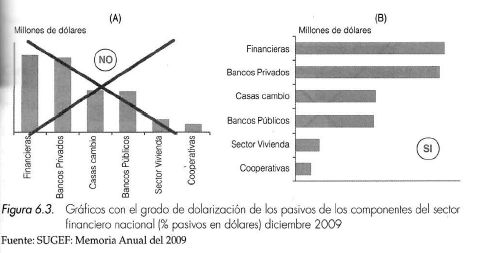 (A)
Millones de dólares
NO
Financieras
Bancos Privados
Casas cambio
Bancos Públicos
Sector Vivienda
Cooperativas
(B)
Millones de dólares
Financieras
Bancos Privados
Casas cambio
Bancos Públicos
Sector Vivienda
Cooperativas
SI
Figura 6.3. Gráficos con el grado de dolarización de los pasivos de los componentes del sector
financiero nacional (% pasivos en dólares) diciembre 2009
Fuente: SUGEF: Memoria Anual del 2009